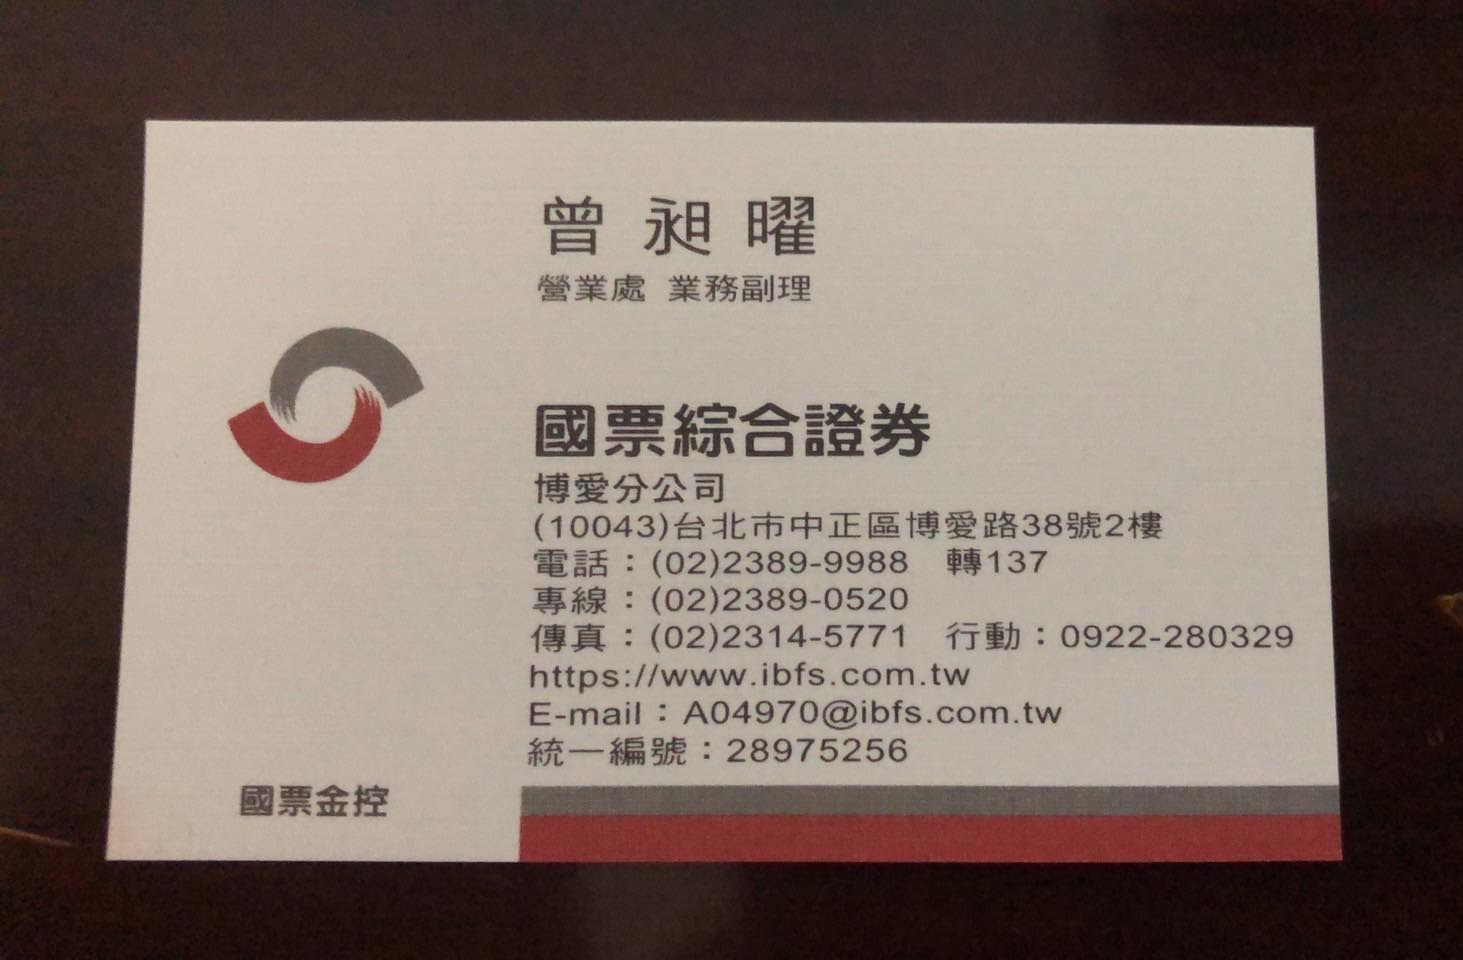 曾昶曜
營業處 業務副理
國票綜合證券
博愛分公司
(10043)台北市中正區博愛路38號2樓
電話：(02)2389-9988 轉137
專線：(02)2389-0520
傳真：(02)2314-5771 行動：0922-280329
https://www.ibfs.com.tw
E-mail：A04970@ibfs.com.tw
統一編號：28975256
國票金控